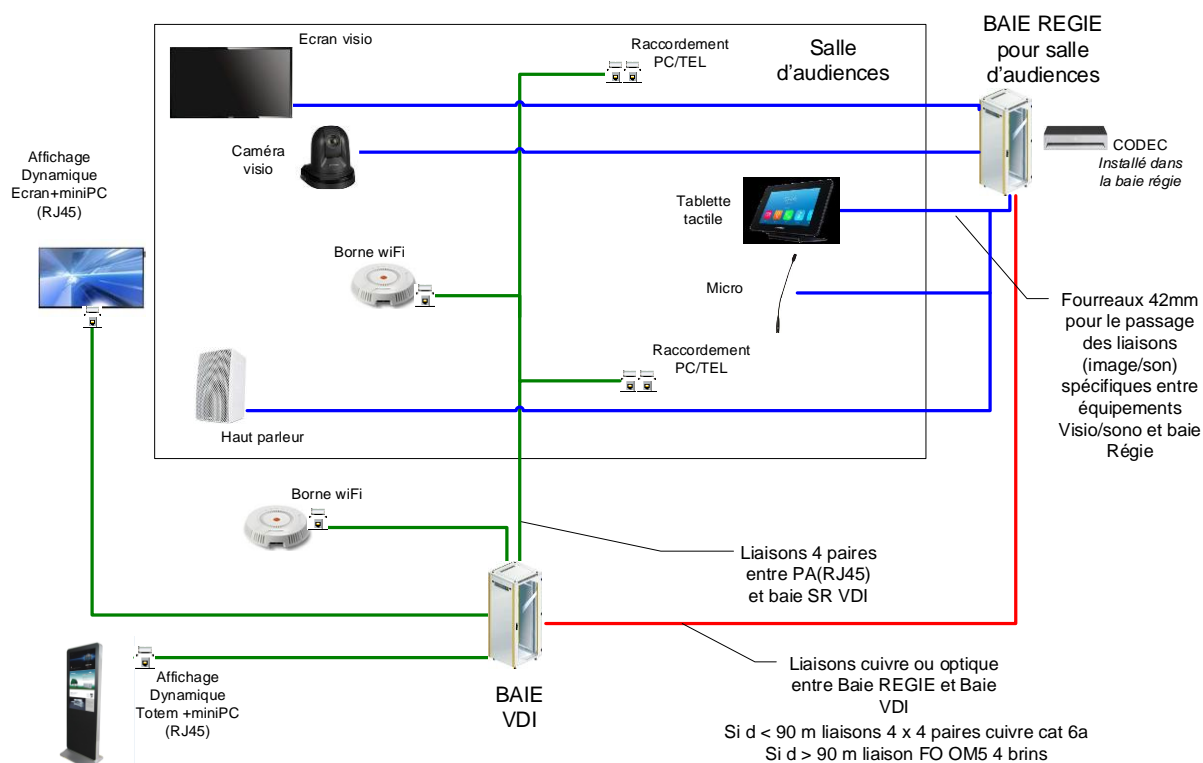 Ecran visio
Raccordement
PC/TEL
Salle
d'audiences
BAIE REGIE
pour salle
d'audiences
CODEC
Installé dans
la baie régie
Caméra
visio
Affichage
Dynamique
Ecran+miniPC
(RJ45)
Tablette
tactile
Borne wiFi
Micro
Fourreaux 42mm
pour le passage
des liaisons
(image/son)
spécifiques entre
équipements
Visio/sono et baie
Régie
Raccordement
PC/TEL
Haut parleur
Borne wiFi
Liaisons 4 paires
entre PA(RJ45)
et baie SR VDI
Affichage
Dynamique
Totem +miniPC
(RJ45)
BAIE
VDI
Liaisons cuivre ou optique
entre Baie REGIE et Baie
VDI
Si d < 90 m liaisons 4 x 4 paires cuivre cat 6a
Si d > 90 m liaison FO OM5 4 brins